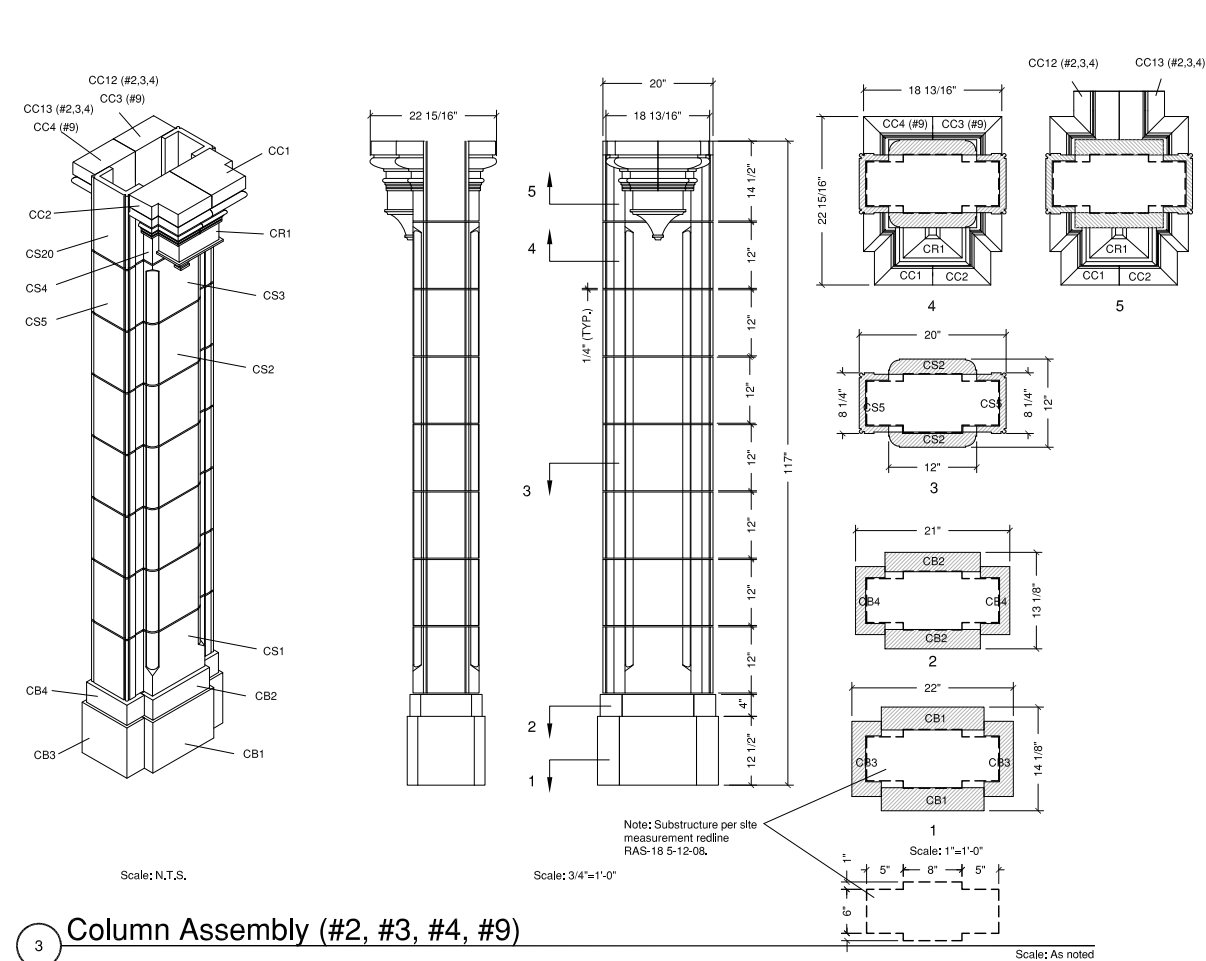 CC12 (#2,3,4)
CC3 (#9)
CC13 (#2,3,4)
CC4 (#9)
CC1
CC2
CR1
CS20
CS4
CS3
CS5
CS2
CS1
CB4
CB2
CB3
CB1
Scale: N.T.S.
22 15/16"
20"
18 13/16"
5
4
3
2
1
1/4" (TYP.)
14 1/2"
12"
12"
12"
12"
12"
12"
12"
4"
12 1/2"
117"
Scale: 3/4"=1'-0"
Note: Substructure per site
measurement redline
RAS-18 5-12-08.
18 13/16"
22 15/16"
CC4 (#9) CC3 (#9)
CR1
CC1 CC2
4
CC12 (#2,3,4) CC13 (#2,3,4)
CR1
CC1 CC2
5
20"
CS2
8 1/4"
CS5 CS5
8 1/4"
12"
CS2
12"
3
21"
CB2
CB4 CB4
13 1/8"
CB2
2
22"
CB1
CB3 CB3
14 1/8"
CB1
1
Scale: 1"=1'-0"
1"
5" 8" 5"
6"
3 Column Assembly (#2, #3, #4, #9)
Scale: As noted